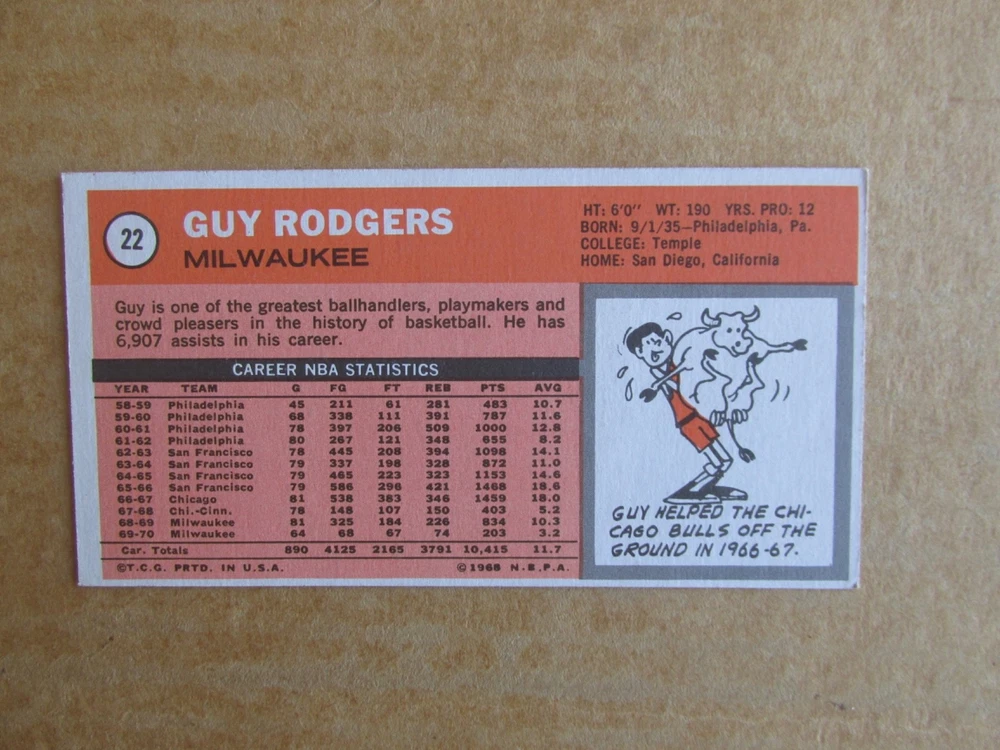 22
GUY RODGERS
MILWAUKEE
HT: 6'0" WT: 190 YRS. PRO: 12
BORN: 9/1/35—Philadelphia, Pa.
COLLEGE: Temple
HOME: San Diego, California
Guy is one of the greatest ballhandlers, playmakers and
crowd pleasers in the history of basketball. He has
6,907 assists in his career.
CAREER NBA STATISTICS
YEAR TEAM G FG FT REB PTS AVG
58-59 Philadelphia 45 211 61 281 483 10.7
59-60 Philadelphia 68 338 111 391 787 11.6
60-61 Philadelphia 78 397 206 509 1000 12.8
61-62 Philadelphia 80 267 121 348 655 8.2
62-63 San Francisco 78 445 208 394 1098 14.1
63-64 San Francisco 79 337 198 328 872 11.0
64-65 San Francisco 79 465 223 323 1153 14.6
65-66 San Francisco 79 586 296 421 1468 18.6
66-67 Chicago 81 538 383 346 1459 18.0
67-68 Chi.-Cinn. 78 148 107 150 403 5.2
68-69 Milwaukee 81 325 184 226 834 10.3
69-70 Milwaukee 64 68 67 74 203 3.2
Car. Totals 890 4125 2165 3791 10,415 11.7
©T.C.G. PRTD. IN U.S.A. ©1968 N.B.P.A.
GUY HELPED THE CHI-
CAGO BULLS OFF THE
GROUND IN 1966-67.